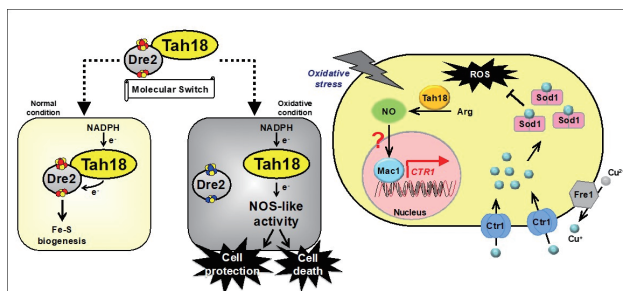 Tah18
Dre2
Molecular Switch
Normal
condition
NADPH
e⁻
Tah18
Dre2
e⁻
Fe-S
biogenesis
Oxidative
condition
NADPH
e⁻
Tah18
Dre2
e⁻
NOS-like
activity
Cell
protection
Cell
death
Oxidative
stress
ROS
Sod1
Sod1
Sod1
Tah18
NO
Arg
?
Mac1
CTR1
Nucleus
Fre1
Cu²
Cu⁺
Ctr1
Ctr1